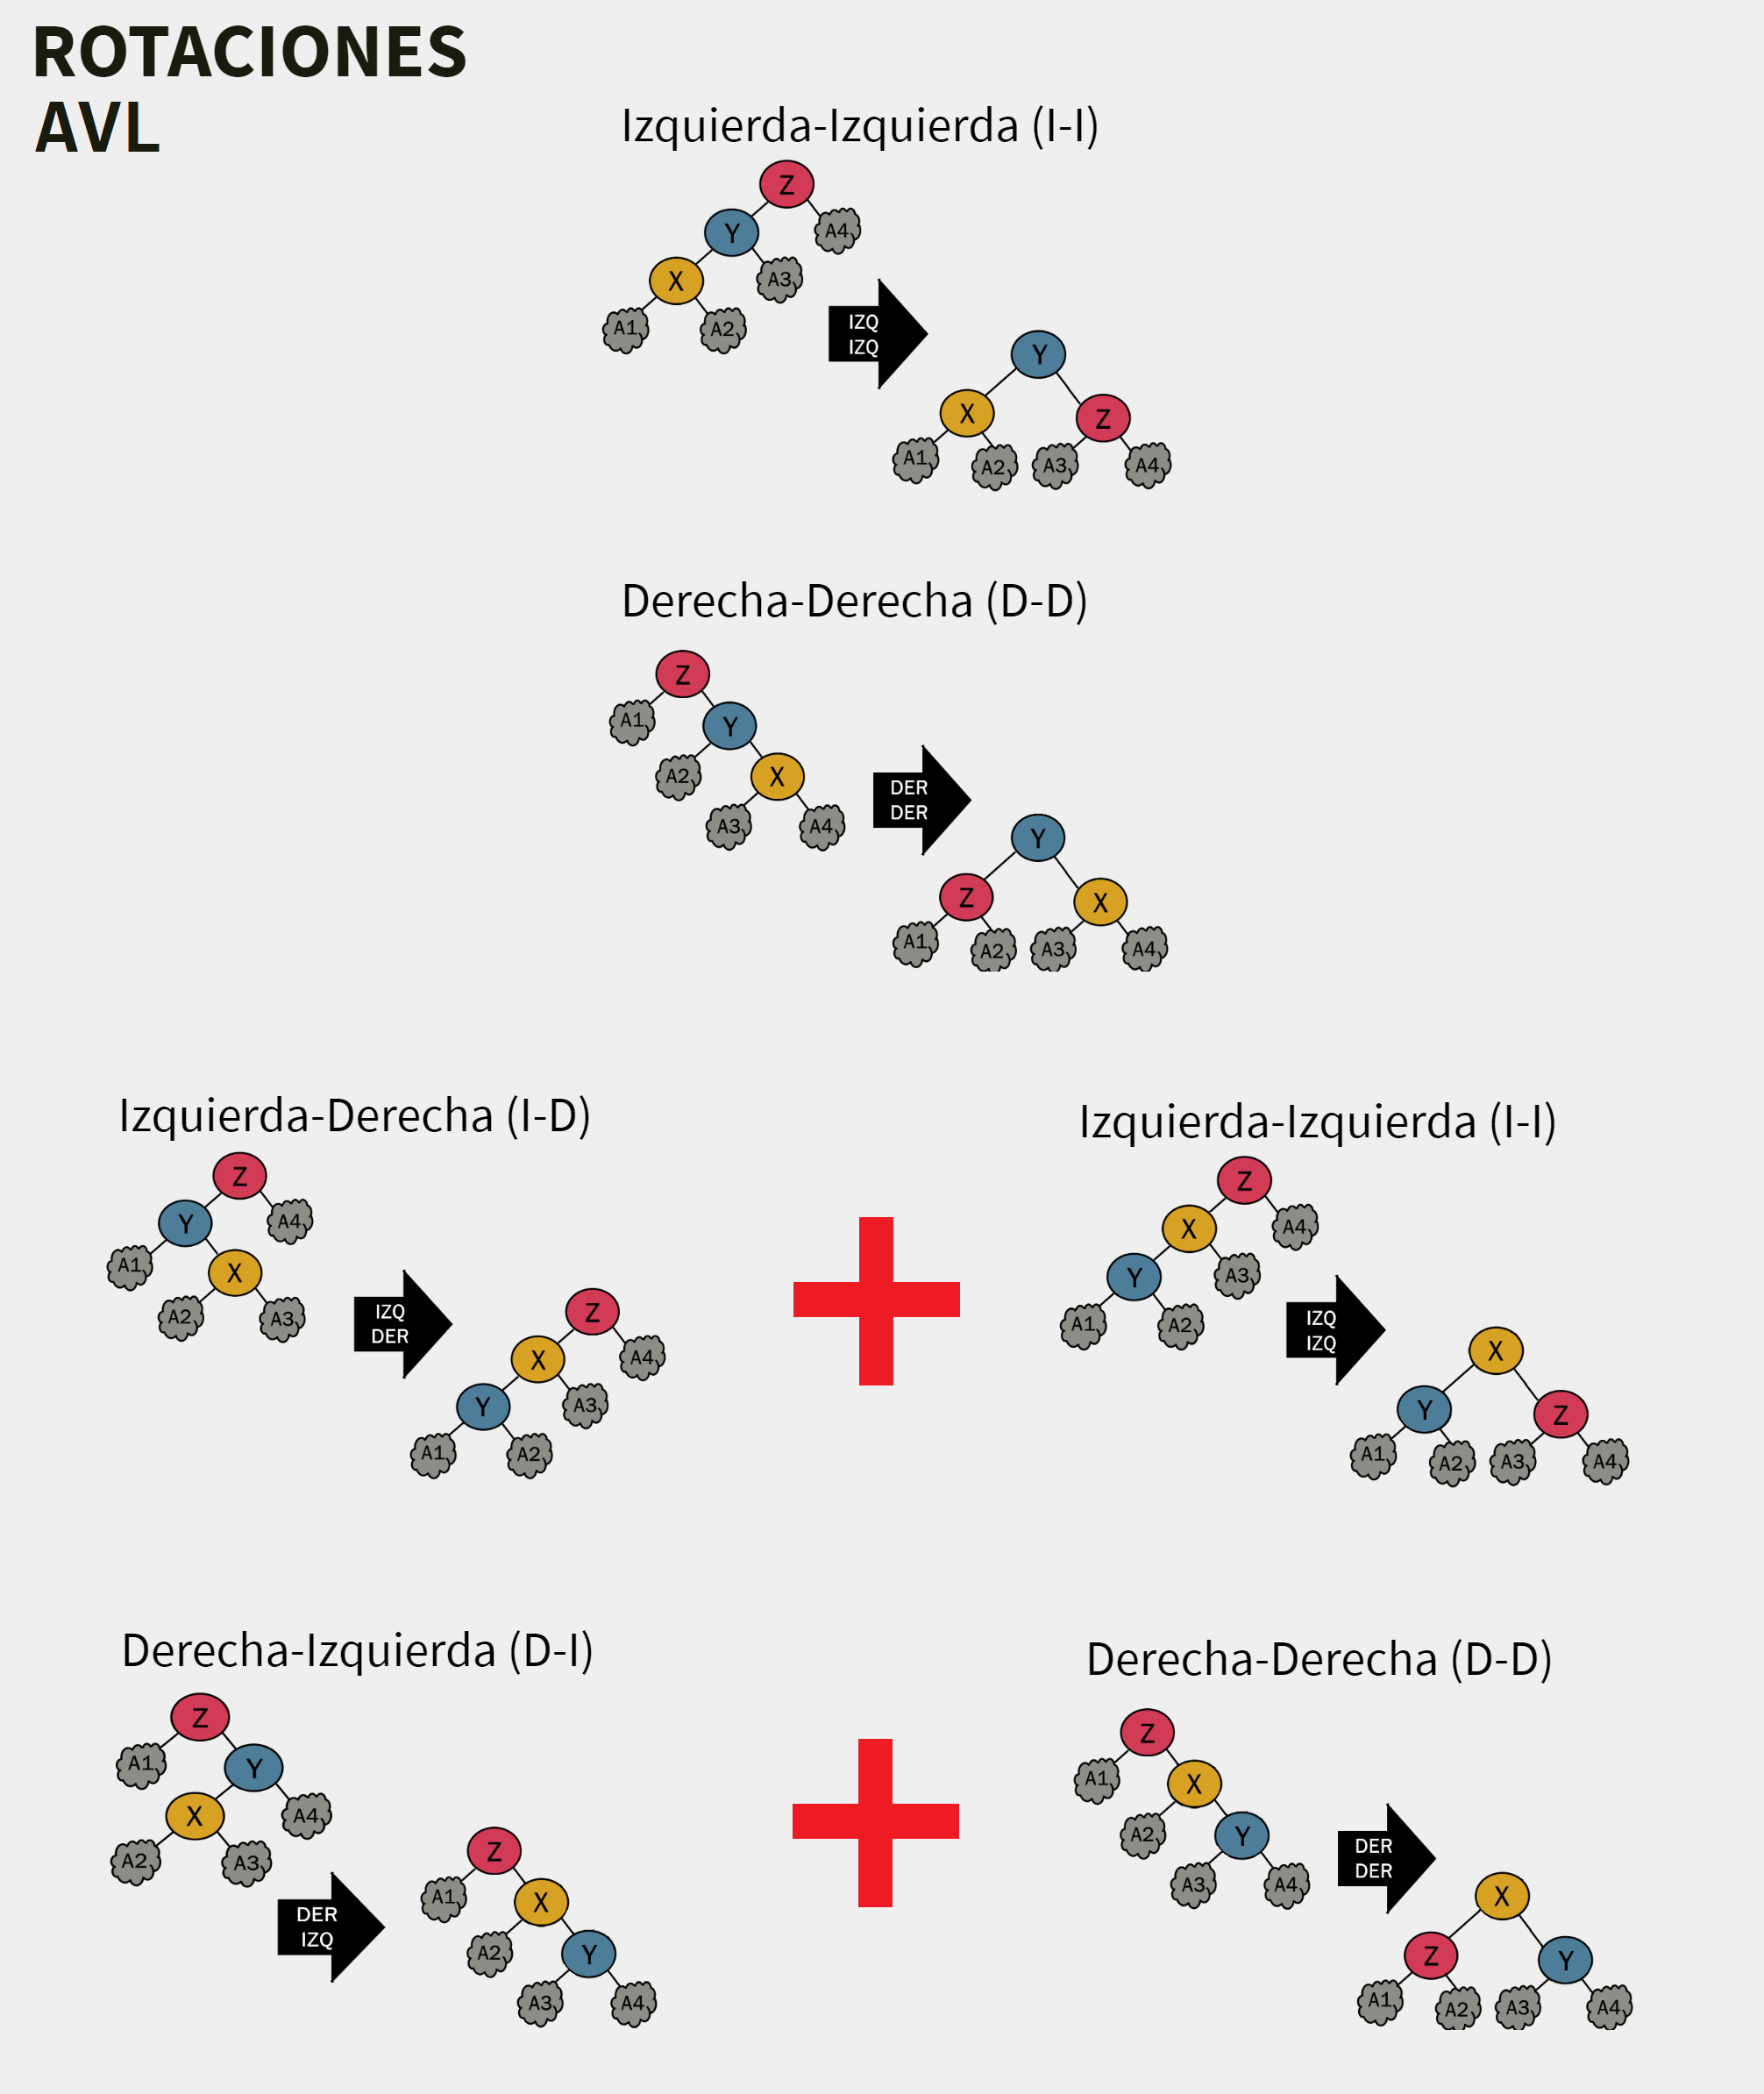 ROTACIONES
AVL
Izquierda-Izquierda (I-I)
Z
Y
A4
X
A3
A1
A2
IZQ
IZQ
Y
X
Z
A1
A2
A3
A4
Derecha-Derecha (D-D)
Z
A1
Y
A2
X
A3
A4
DER
DER
Y
Z
X
A1
A2
A3
A4
Izquierda-Derecha (I-D)
Z
Y
A4
A1
X
A2
A3
IZQ
DER
Z
X
A4
Y
A3
A1
A2
Izquierda-Izquierda (I-I)
Z
X
A4
Y
A3
A1
A2
IZQ
IZQ
X
Y
Z
A1
A2
A3
A4
Derecha-Izquierda (D-I)
Z
A1
Y
X
A4
A2
A3
DER
IZQ
Z
A1
X
A2
Y
A3
A4
Derecha-Derecha (D-D)
Z
A1
X
A2
Y
A3
A4
DER
DER
X
Z
Y
A1
A2
A3
A4